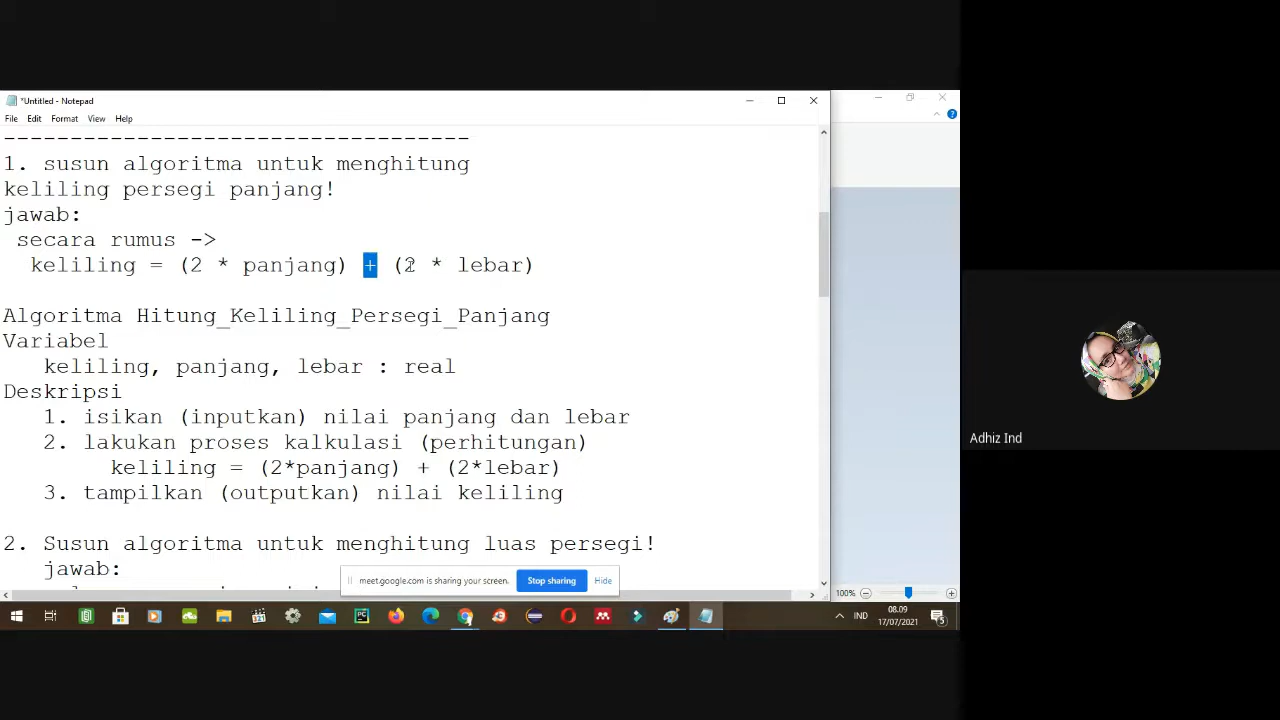 *Untitled - Notepad
File Edit Format View Help
-----------------------------------
1. susun algoritma untuk menghitung
keliling persegi panjang!
jawab:
secara rumus ->
keliling = (2 * panjang) + (2 * lebar)
Algoritma Hitung_Keliling_Persegi_Panjang
Variabel
keliling, panjang, lebar : real
Deskripsi
1. isikan (inputkan) nilai panjang dan lebar
2. lakukan proses kalkulasi (perhitungan)
keliling = (2*panjang) + (2*lebar)
3. tampilkan (outputkan) nilai keliling
2. Susun algoritma untuk menghitung luas persegi!
jawab:
meet.google.com is sharing your screen.
Stop sharing
Hide
100%
IND
08.09
17/07/2021
5
Adhiz Ind